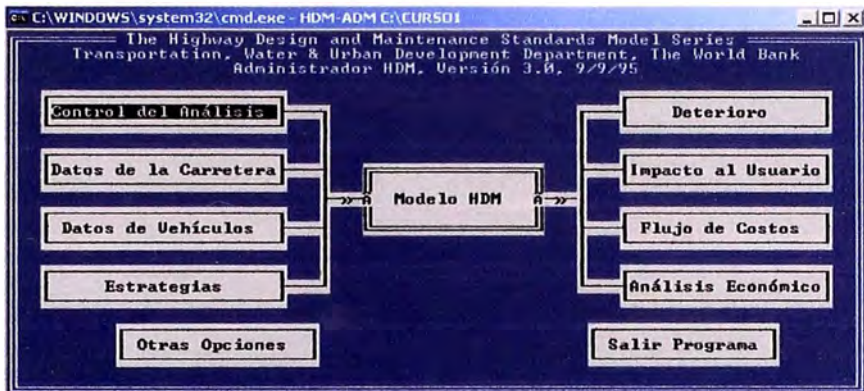 C:\WINDOWS\system32\cmd.exe - HDM-ADM C:\CURSO1
The Highway Design and Maintenance Standards Model Series
Transportation, Water & Urban Development Department, The World Bank
Administrador HDM, Versión 3.0, 9/9/95
Control del Análisis
Datos de la Carretera
Datos de Vehículos
Estrategias
Modelo HDM
Deterioro
Impacto al Usuario
Flujo de Costos
Análisis Económico
Otras Opciones
Salir Programa